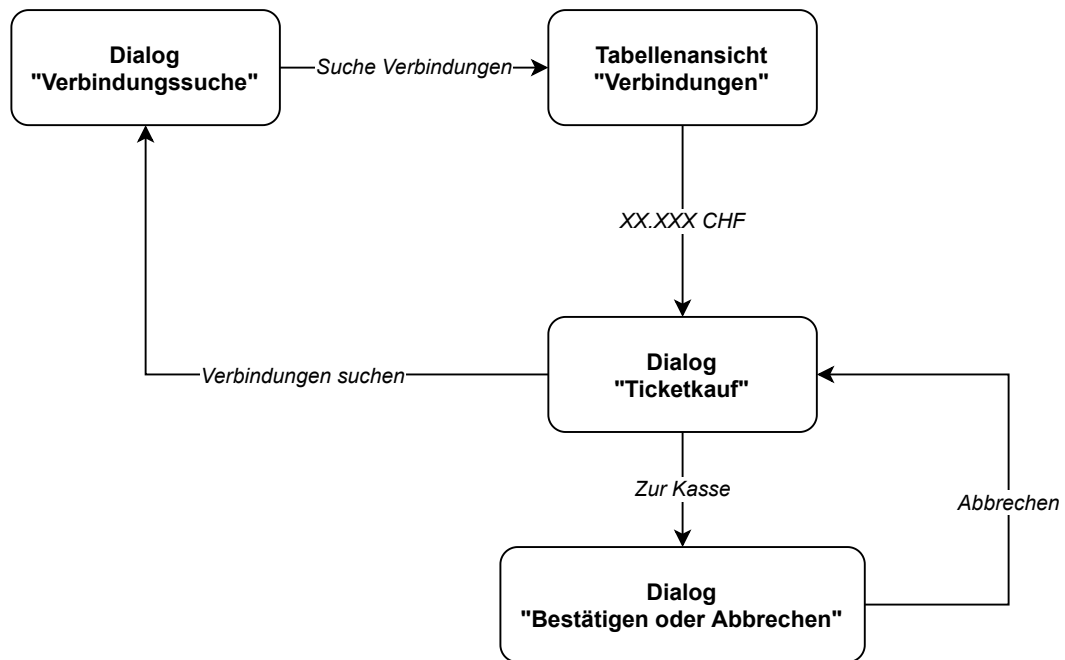 Dialog
"Verbindungssuche"
Suche Verbindungen
Tabellenansicht
"Verbindungen"
XX.XXX CHF
Dialog
"Ticketkauf"
Verbindungen suchen
Zur Kasse
Abbrechen
Dialog
"Bestätigen oder Abbrechen"